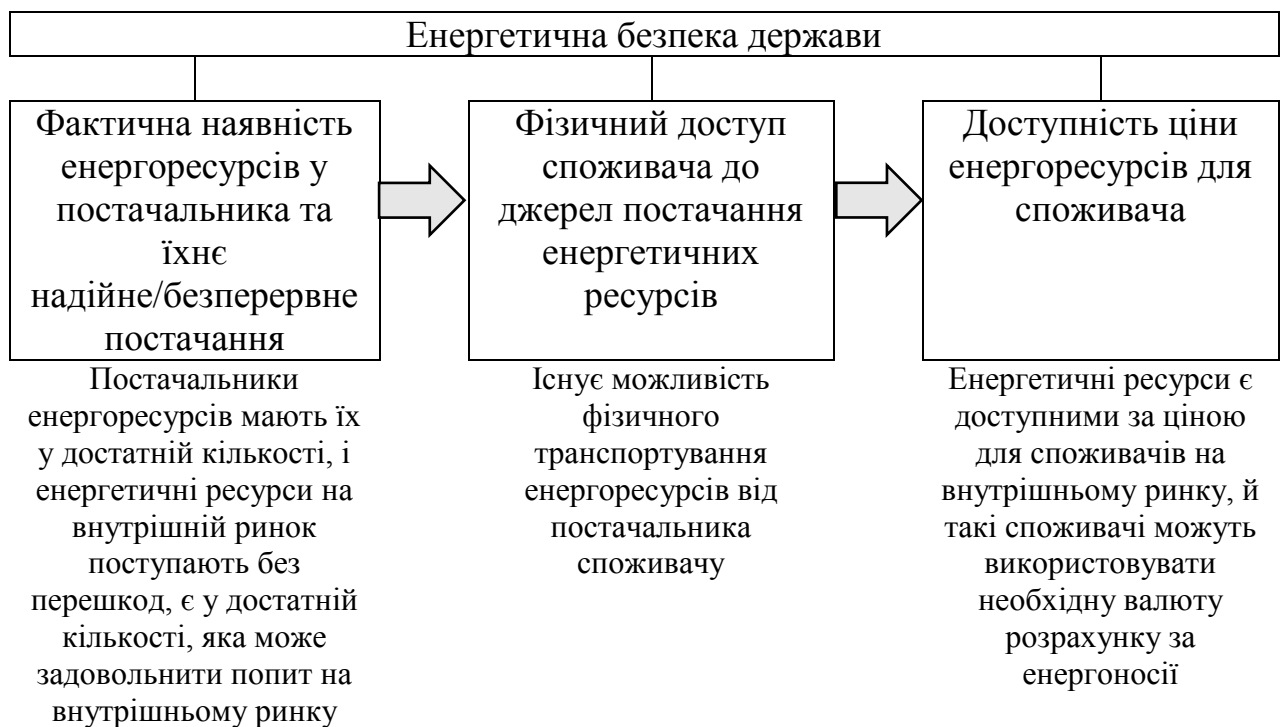 Енергетична безпека держави
Фактична наявність
енергоресурсів у
постачальника та
їхнє
надійне/безперервне
постачання
Фізичний доступ
споживача до
джерел постачання
енергетичних
ресурсів
Доступність ціни
енергоресурсів для
споживача
Постачальники
енергоресурсів мають їх
у достатній кількості, і
енергетичні ресурси на
внутрішній ринок
поступають без
перешкод, є у достатній
кількості, яка може
задовольнити попит на
внутрішньому ринку
Існує можливість
фізичного
транспортування
енергоресурсів від
постачальника
споживачу
Енергетичні ресурси є
доступними за ціною
для споживачів на
внутрішньому ринку, й
такі споживачі можуть
використовувати
необхідну валюту
розрахунку за
енергоносії